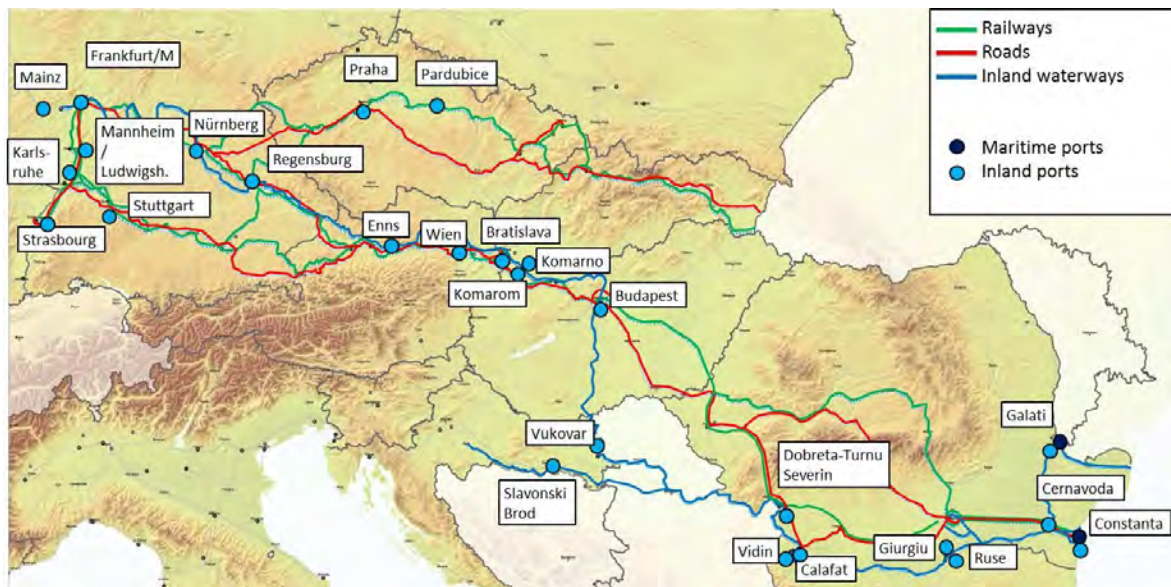 Railways
Roads
Inland waterways
Maritime ports
Inland ports
Frankfurt/M
Mainz
Praha
Pardubice
Mannheim
/
Ludwigsh.
Nürnberg
Karls-
ruhe
Regensburg
Stuttgart
Strasbourg
Enns
Wien
Bratislava
Komarno
Komarom
Budapest
Vukovar
Slavonski
Brod
Dobreta-Turnu
Severin
Galati
Cernavoda
Constanta
Vidin
Calafat
Giurgiu
Ruse